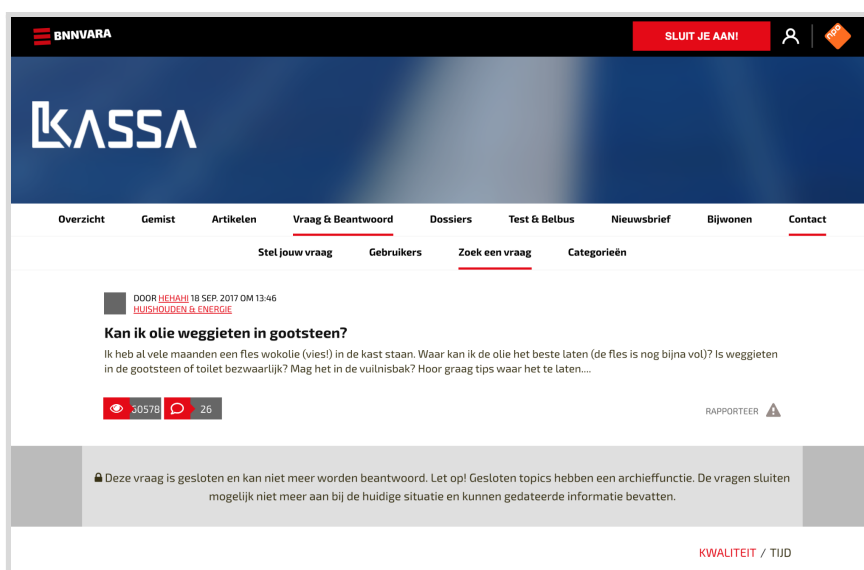 BNNVARA
SLUIT JE AAN!
npo
KASSA
Overzicht Gemist Artikelen Vraag & Beantwoord Dossiers Test & Belbus Nieuwsbrief Bijwonen Contact
Stel jouw vraag Gebruikers Zoek een vraag Categorieën
DOOR HEHAHI 18 SEP. 2017 OM 13:46
HUISHOUDEN & ENERGIE
Kan ik olie weggieten in gootsteen?
Ik heb al vele maanden een fles wokolie (vies!) in de kast staan. Waar kan ik de olie het beste laten (de fles is nog bijna vol)? Is weggieten
in de gootsteen of toilet bezwaarlijk? Mag het in de vuilnisbak? Hoor graag tips waar het te laten....
26
RAPPORTEER
Deze vraag is gesloten en kan niet meer worden beantwoord. Let op! Gesloten topics hebben een archieffunctie. De vragen sluiten
mogelijk niet meer aan bij de huidige situatie en kunnen gedateerde informatie bevatten.
KWALITEIT / TIJD